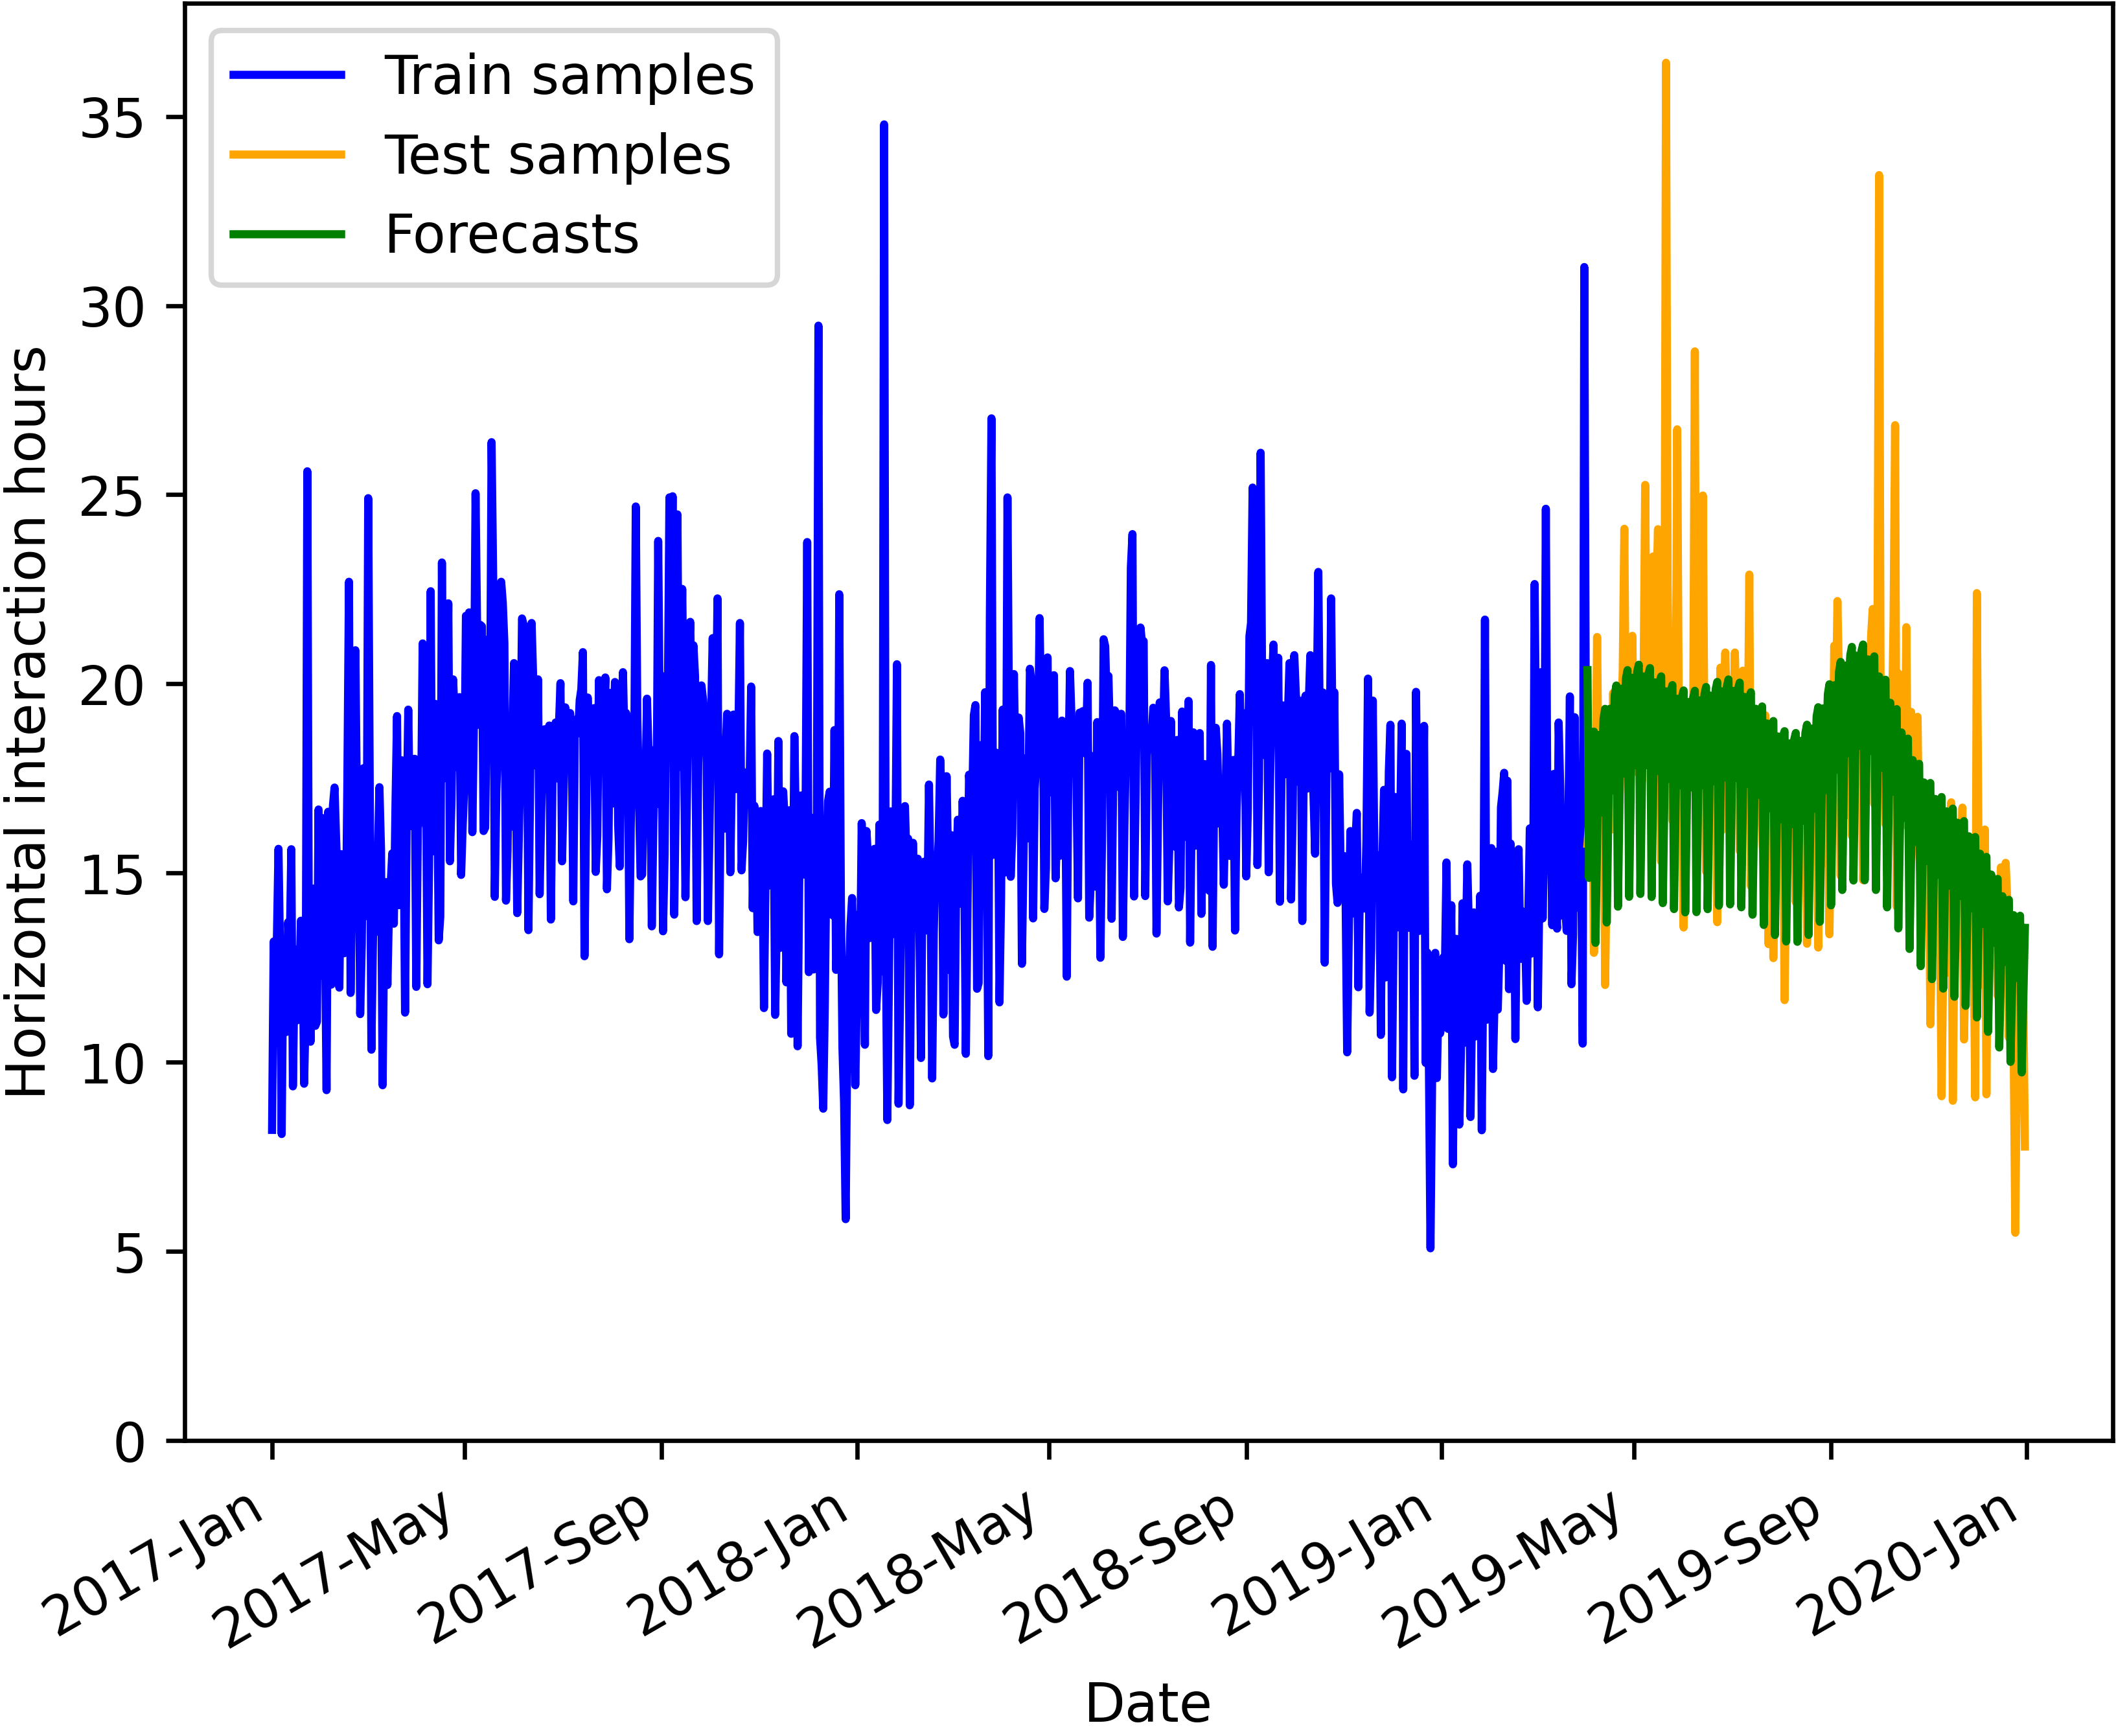 Train samples
Test samples
Forecasts
Horizontal interaction hours
35
30
25
20
15
10
5
0
2017-Jan
2017-May
2017-Sep
2018-Jan
2018-May
2018-Sep
2019-Jan
2019-May
2019-Sep
2020-Jan
Date